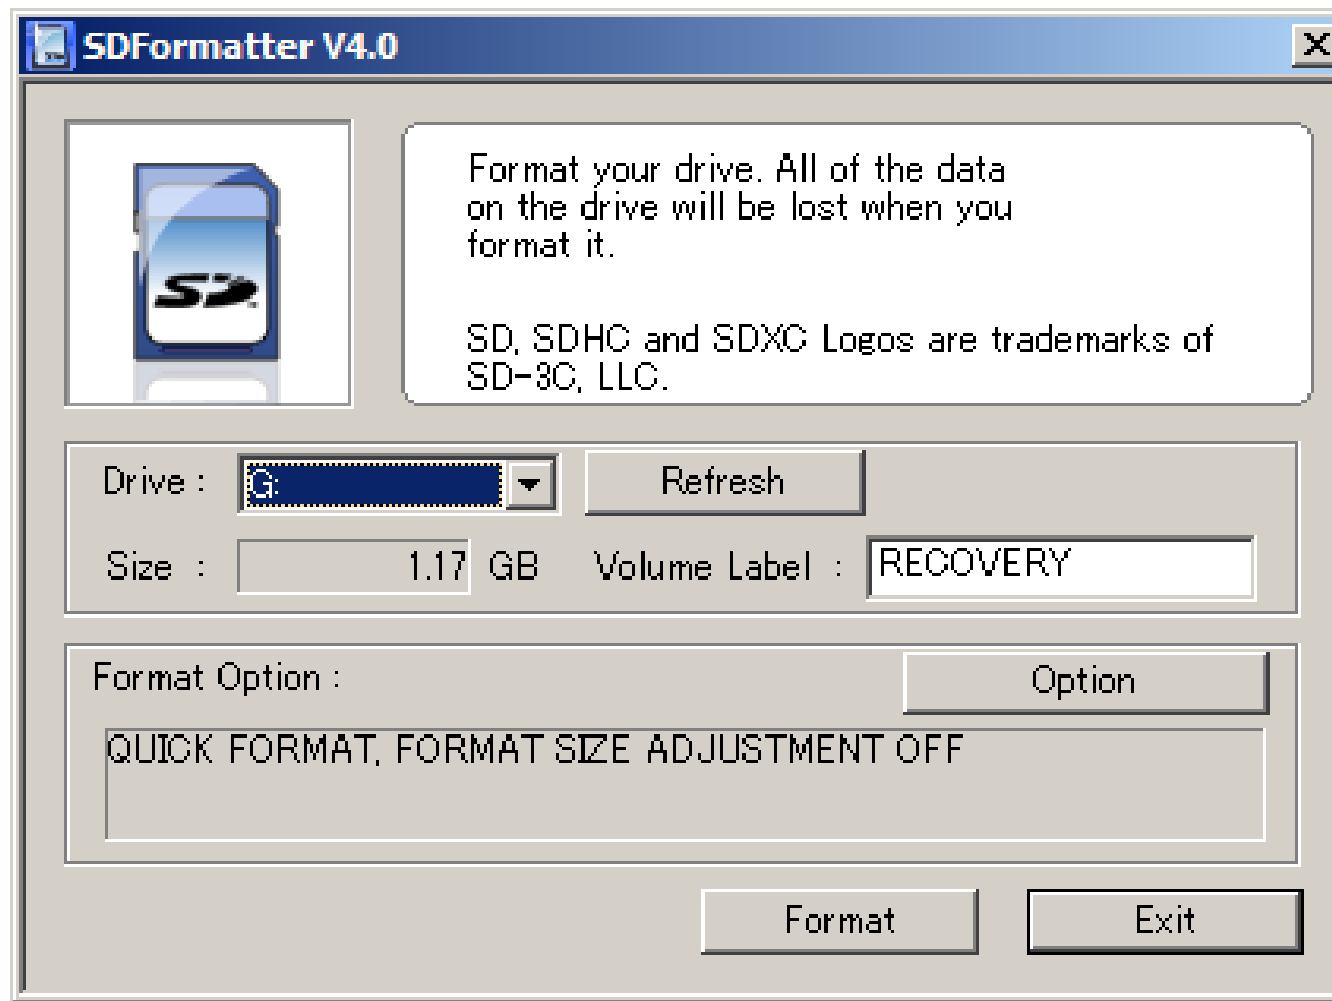 SDFormatter V4.0
Format your drive. All of the data
on the drive will be lost when you
format it.
SD, SDHC and SDXC Logos are trademarks of
SD-3C, LLC.
Drive : G: Refresh
Size : 1.17 GB Volume Label : RECOVERY
Format Option : Option
QUICK FORMAT, FORMAT SIZE ADJUSTMENT OFF
Format Exit